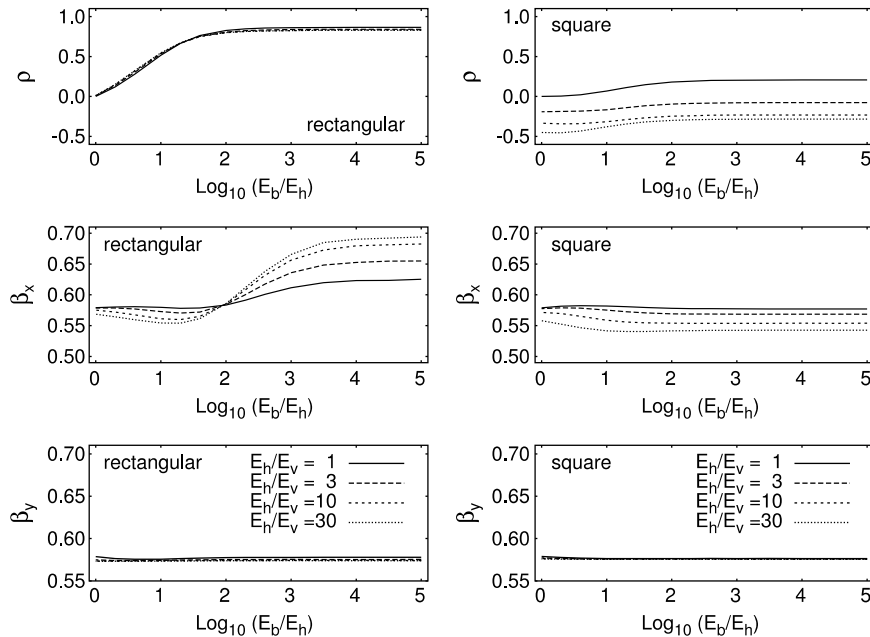 1.0
0.5
0.0
-0.5
ρ
rectangular
0 1 2 3 4 5
Log10 (Eb/Eh)
1.0
0.5
0.0
-0.5
ρ
square
0 1 2 3 4 5
Log10 (Eb/Eh)
0.70
0.65
0.60
0.55
0.50
βx
rectangular
0 1 2 3 4 5
Log10 (Eb/Eh)
0.70
0.65
0.60
0.55
0.50
βx
square
0 1 2 3 4 5
Log10 (Eb/Eh)
0.70
0.65
0.60
0.55
βy
rectangular
Eh/Ev = 1
Eh/Ev = 3
Eh/Ev =10
Eh/Ev =30
0 1 2 3 4 5
Log10 (Eb/Eh)
0.70
0.65
0.60
0.55
βy
square
Eh/Ev = 1
Eh/Ev = 3
Eh/Ev =10
Eh/Ev =30
0 1 2 3 4 5
Log10 (Eb/Eh)